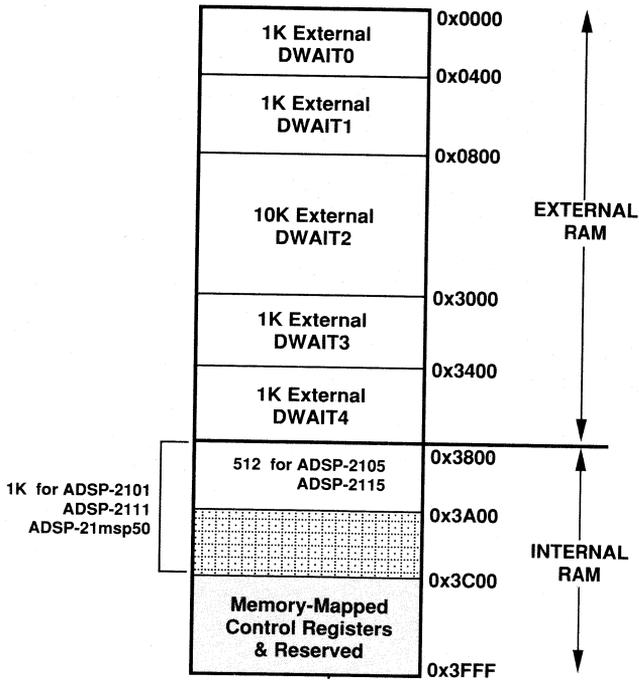 0x0000
1K External
DWAIT0
0x0400
1K External
DWAIT1
0x0800
10K External
DWAIT2
EXTERNAL
RAM
0x3000
1K External
DWAIT3
0x3400
1K External
DWAIT4
0x3800
512 for ADSP-2105
ADSP-2115
1K for ADSP-2101
ADSP-2111
ADSP-21msp50
0x3A00
INTERNAL
RAM
0x3C00
Memory-Mapped
Control Registers
& Reserved
0x3FFF